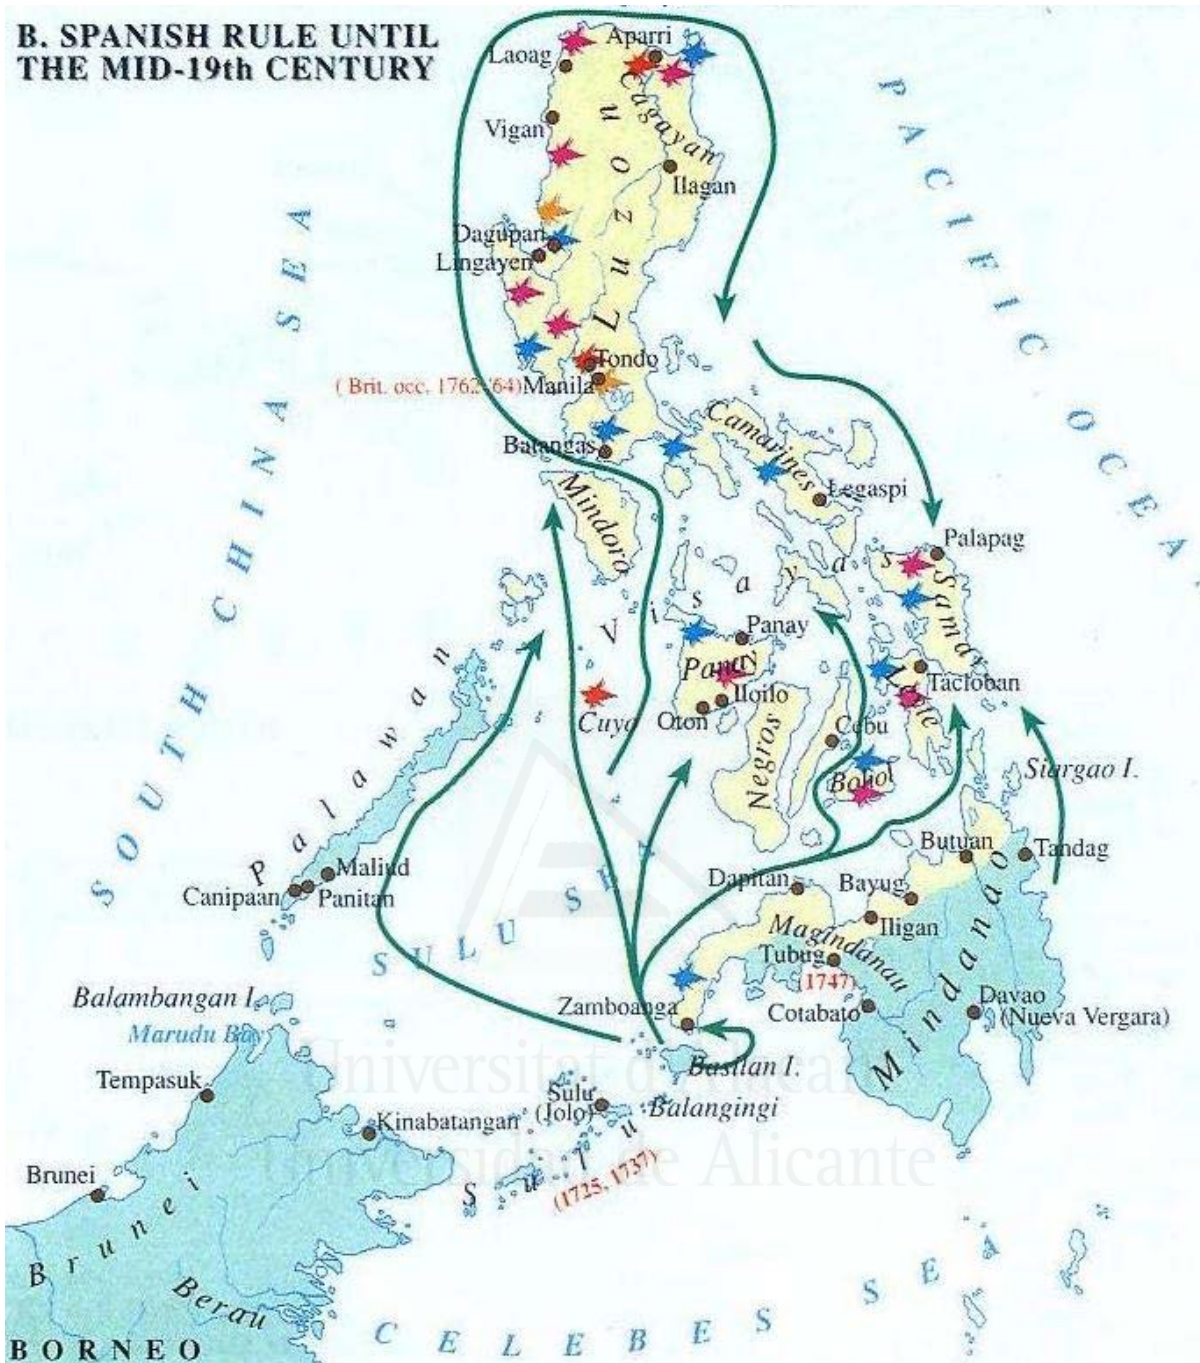 B. SPANISH RULE UNTIL
THE MID-19th CENTURY
Aparri
Laoag
Cagayan
Vigan
Ilagan
Luzon
Dagupan
Lingayen
PACIFIC OCEA
SOUTH CHINA SEA
Tondo
( Brit. occ. 1762-'64) Manila
Camarines
Batangas
Legaspi
Mindoro
Palapag
Samar
Visayas
Panay
Panay
Leyte
Tacloban
Iloilo
Cuyo
Oton
Cebu
Negros
Bohol
Siargao I.
Palawan
Butuan
Tandag
Maliud
Dapitan
Bayug
Canipaan
Panitan
Iligan
Magindanau
SULU SEA
Tubug
(1747)
Mindanao
Balambangan I.
Zamboanga
Cotabato
Davao
(Nueva Vergara)
Marudu Bay
Basilan I.
Tempasuk
Sulu
(Jolo)
Balangingi
Kinabatangan
Universitat d'Alacant
Universidad de Alicante
Brunei
Sulu
(1725, 1737)
Brunei
Berau
CELEBES SEA
BORNEO